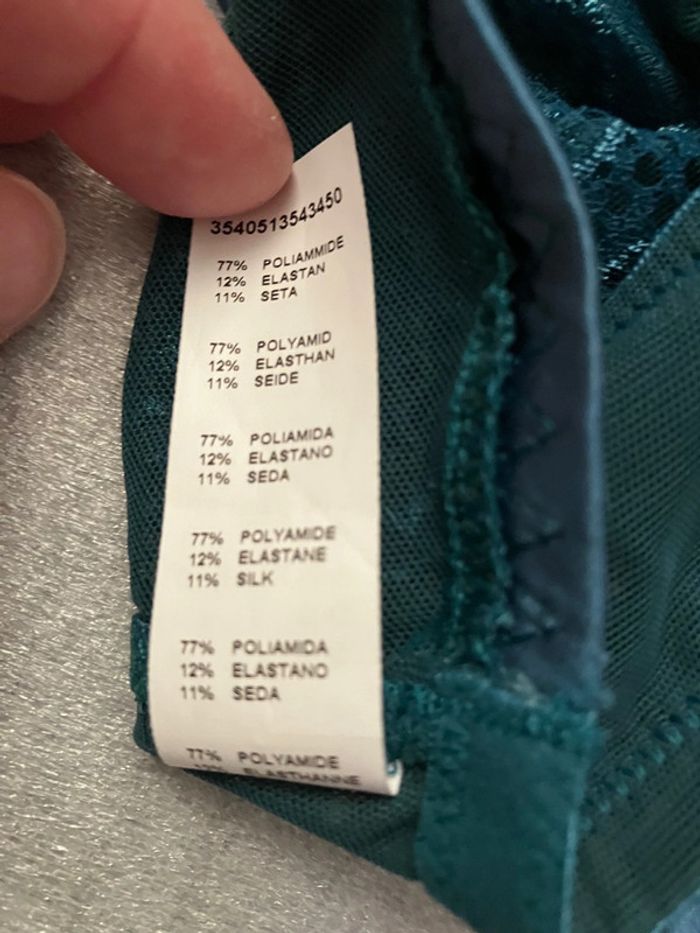 3540513543450
77% POLIAMMIDE
12% ELASTAN
11% SETA
77% POLYAMID
12% ELASTHAN
11% SEIDE
77% POLIAMIDA
12% ELASTANO
11% SEDA
77% POLYAMIDE
12% ELASTANE
11% SILK
77% POLIAMIDA
12% ELASTANO
11% SEDA
77% POLYAMIDE
ELASTHANNE